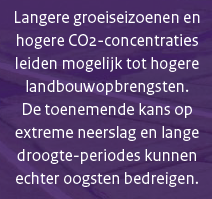 Langere groeiseizoenen en
hogere CO2-concentraties
leiden mogelijk tot hogere
landbouwopbrengsten.
De toenemende kans op
extreme neerslag en lange
droogte-periodes kunnen
echter oogsten bedreigen.